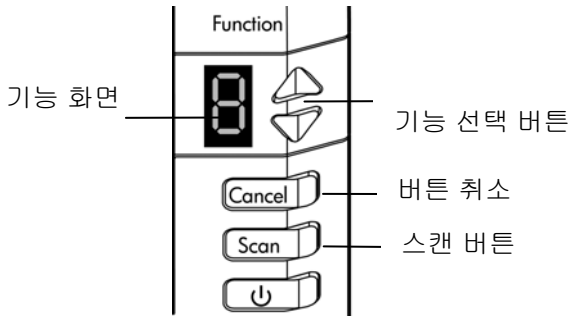 Function
8
기능 화면
기능 선택 버튼
Cancel
버튼 취소
Scan
스캔 버튼